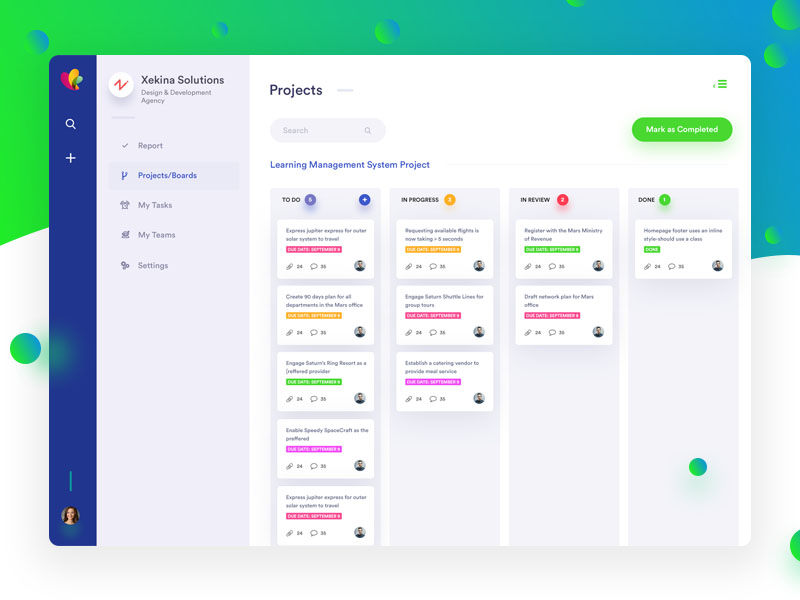 Xekina Solutions
Design & Development
Agency
Report
Projects/Boards
My Tasks
My Teams
Settings
Projects
Search
Mark as Completed
Learning Management System Project
TO DO 5 +
Express jupiter express for outer
solar system to travel
DUE DATE: SEPTEMBER 9
24 35
Create 90 days plan for all
departments in the Mars office
DUE DATE: SEPTEMBER 9
24 35
Engage Saturn's Ring Resort as a
[reffered provider
DUE DATE: SEPTEMBER 9
24 35
Enable Speedy SpaceCraft as the
preffered
DUE DATE: SEPTEMBER 9
24 35
Express jupiter express for outer
solar system to travel
DUE DATE: SEPTEMBER 9
24 35
IN PROGRESS
Requesting available flights is
now taking > 5 seconds
DUE DATE: SEPTEMBER 9
24 35
Engage Saturn Shuttle Lines for
group tours
DUE DATE: SEPTEMBER 9
24 35
Establish a catering vendor to
provide meal service
DUE DATE: SEPTEMBER 9
24 35
IN REVIEW 2
Register with the Mars Ministry
of Revenue
DUE DATE: SEPTEMBER 9
24 35
Draft network plan for Mars
office
DUE DATE: SEPTEMBER 9
24 35
DONE 1
Homepage footer uses an inline
style-should use a class
DONE
24 35